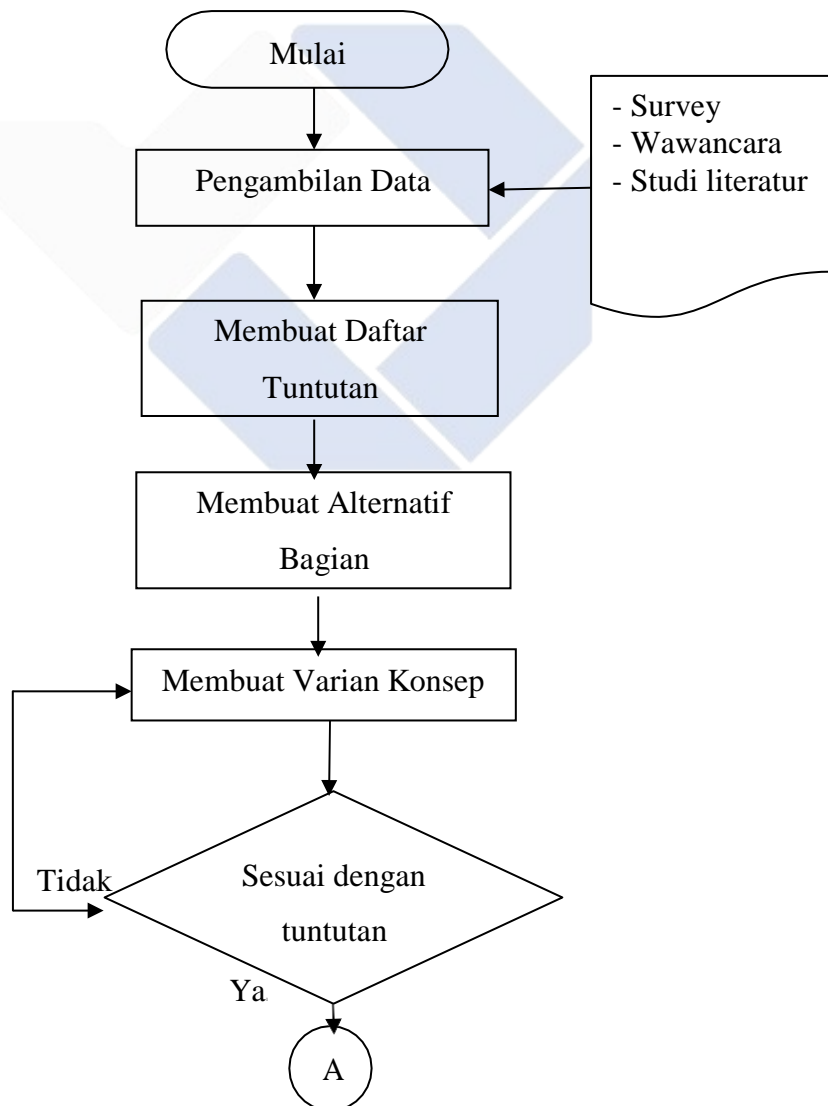 Mulai
- Survey
- Wawancara
- Studi literatur
Pengambilan Data
Membuat Daftar
Tuntutan
Membuat Alternatif
Bagian
Membuat Varian Konsep
Tidak
Sesuai dengan
tuntutan
Ya
A